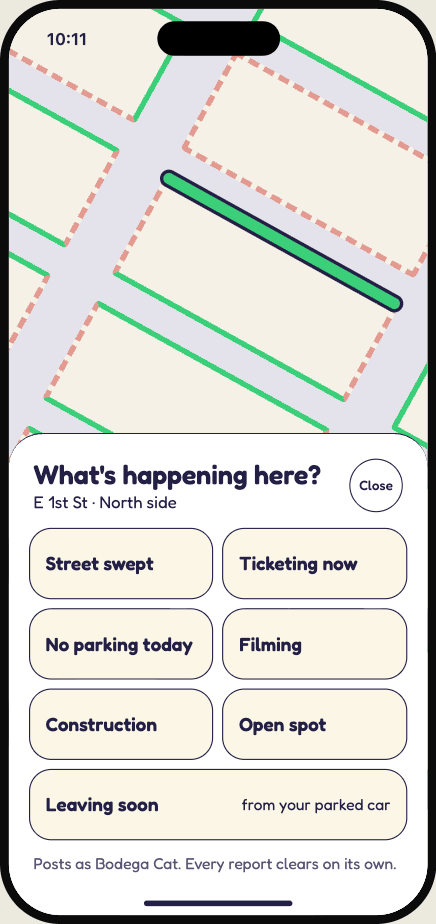 10:11
What's happening here?
Close
E 1st St · North side
Street swept
Ticketing now
No parking today
Filming
Construction
Open spot
Leaving soon
from your parked car
Posts as Bodega Cat. Every report clears on its own.